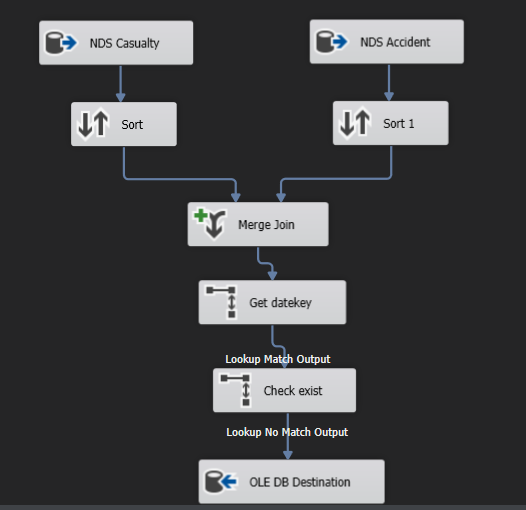 NDS Casualty
NDS Accident
Sort
Sort 1
Merge Join
Get datekey
Lookup Match Output
Check exist
Lookup No Match Output
OLE DB Destination